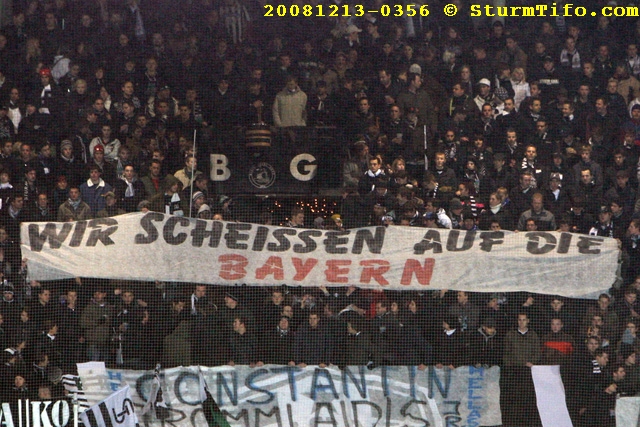 20081213-0356 © SturmTifo.com
B G
WIR SCHEISSEN AUF DIE
BAYERN
CONSTANTIN